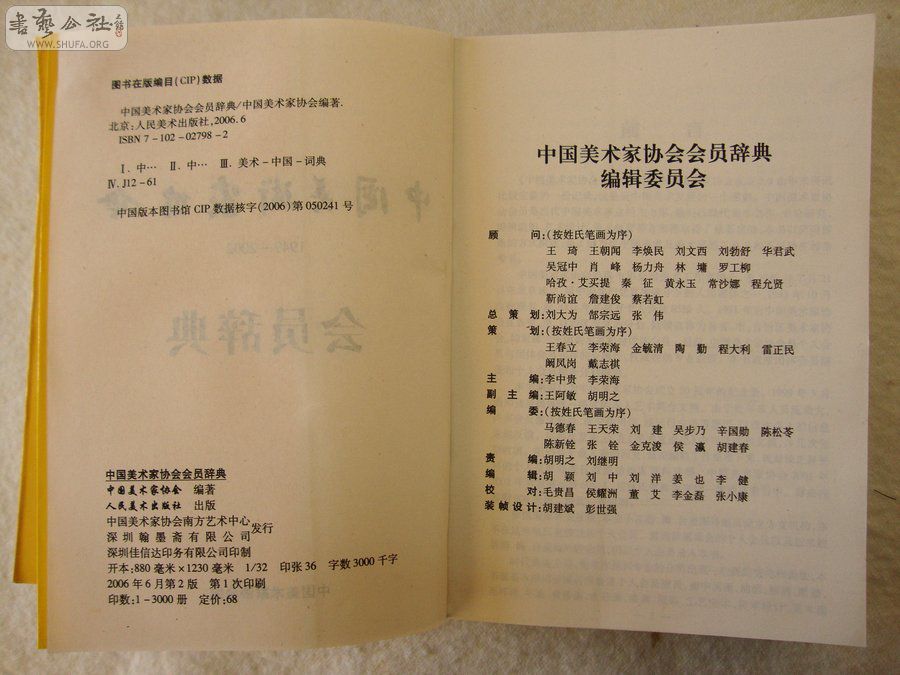 書藝公社
WWW.SHUFA.ORG
图书在版编目(CIP)数据
中国美术家协会会员辞典/中国美术家协会编著.
北京:人民美术出版社,2006.6
ISBN 7-102-02798-2
Ⅰ.中… Ⅱ.中… Ⅲ.美术-中国-词典
Ⅳ.J12-61
中国版本图书馆CIP数据核字(2006)第050241号
中国美术家协会会员辞典
中国美术家协会 编著
人民美术出版社 出版
中国美术家协会南方艺术中心
深圳翰墨斋有限公司 发行
深圳佳信达印务有限公司印制
开本:880毫米×1230毫米 1/32 印张36 字数3000千字
2006年6月第2版 第1次印刷
印数:1-3000册 定价:68
中国美术家协会会员辞典
编辑委员会
顾 问:(按姓氏笔画为序)
王 琦 王朝闻 李焕民 刘文西 刘勃舒 华君武
吴冠中 肖 峰 杨力舟 林 墉 罗工柳
哈孜·艾买提 秦 征 黄永玉 常沙娜 程允贤
靳尚谊 詹建俊 蔡若虹
总 策 划:刘大为 郜宗远 张 伟
策 划:(按姓氏笔画为序)
王春立 李荣海 金毓清 陶 勤 程大利 雷正民
阚凤岗 戴志祺
主 编:李中贵 李荣海
副 主 编:王阿敏 胡明之
编 委:(按姓氏笔画为序)
马德春 王天荣 刘 建 吴步乃 辛国勋 陈松苓
陈新铨 张 铨 金克浚 侯 瀛 胡建春
责 编:胡明之 刘继明
编 辑:胡 颖 刘 中 刘 洋 姜 也 李 健
校 对:毛贵昌 侯耀洲 董 艾 李金磊 张小康
装帧设计:胡建斌 彭世强